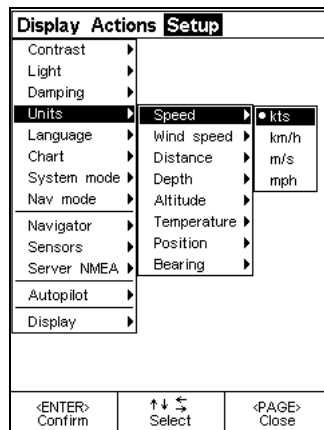 Display Actions Setup
Contrast
Light
Damping
Units
Language
Chart
System mode
Nav mode
Navigator
Sensors
Server NMEA
Autopilot
Display
Speed
Wind speed
Distance
Depth
Altitude
Temperature
Position
Bearing
kts
km/h
m/s
mph
<ENTER>
Confirm
↑↓ ⇆
Select
<PAGE>
Close